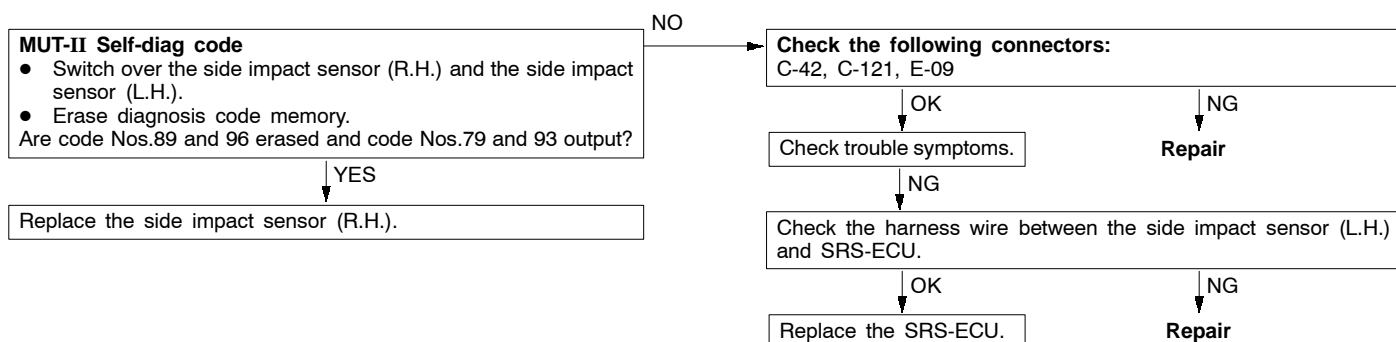 MUT-II Self-diag code
● Switch over the side impact sensor (R.H.) and the side impact
sensor (L.H.).
● Erase diagnosis code memory.
Are code Nos.89 and 96 erased and code Nos.79 and 93 output?
NO
YES
Replace the side impact sensor (R.H.).
Check the following connectors:
C-42, C-121, E-09
OK
NG
Check trouble symptoms.
Repair
NG
Check the harness wire between the side impact sensor (L.H.)
and SRS-ECU.
OK
NG
Replace the SRS-ECU.
Repair